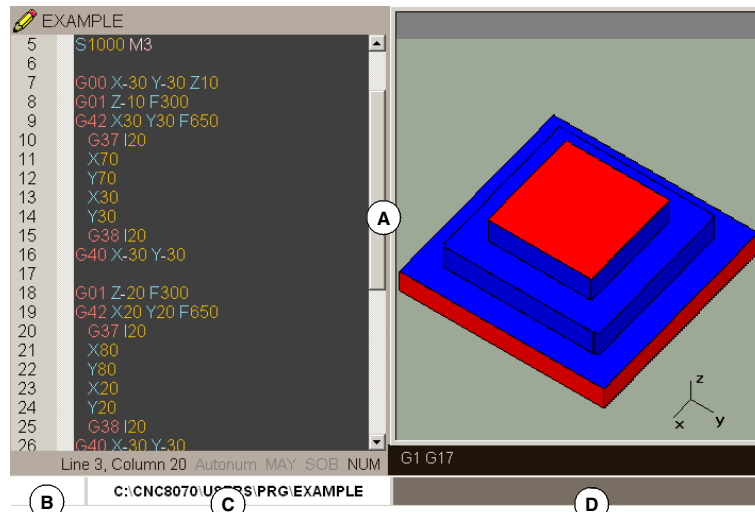 EXAMPLE
5 S1000 M3
6
7 G00 X-30 Y-30 Z10
8 G01 Z-10 F300
9 G42 X30 Y30 F650
10 G37 I20
11 X70
12 Y70
13 X30
14 Y30
15 G38 I20
16 G40 X-30 Y-30
17
18 G01 Z-20 F300
19 G42 X20 Y20 F650
20 G37 I20
21 X80
22 Y80
23 X20
24 Y20
25 G38 I20
26 G40 X-30 Y-30
Line 3, Column 20 Autonum MAY SOB NUM
A
z
x
y
G1 G17
B
C:\CNC8070\USERS\PRG\EXAMPLE
C
D